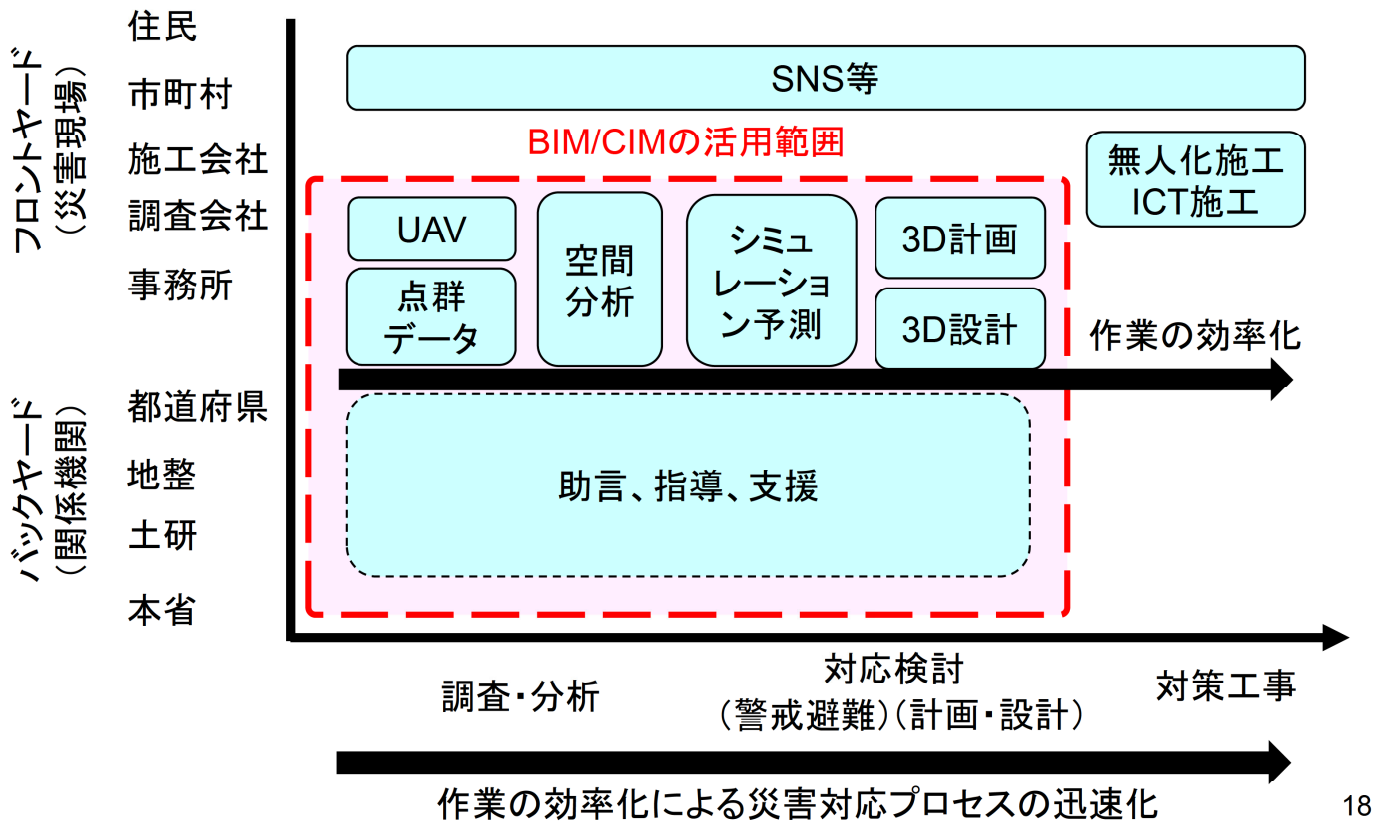 フロントヤード
（災害現場）
住民
市町村
施工会社
調査会社
事務所
バックヤード
（関係機関）
都道府県
地整
土研
本省
SNS等
BIM/CIMの活用範囲
無人化施工
ICT施工
UAV
点群
データ
空間
分析
シミュ
レーショ
ン予測
3D計画
3D設計
作業の効率化
助言、指導、支援
調査・分析
対応検討
（警戒避難）（計画・設計）
対策工事
作業の効率化による災害対応プロセスの迅速化
18